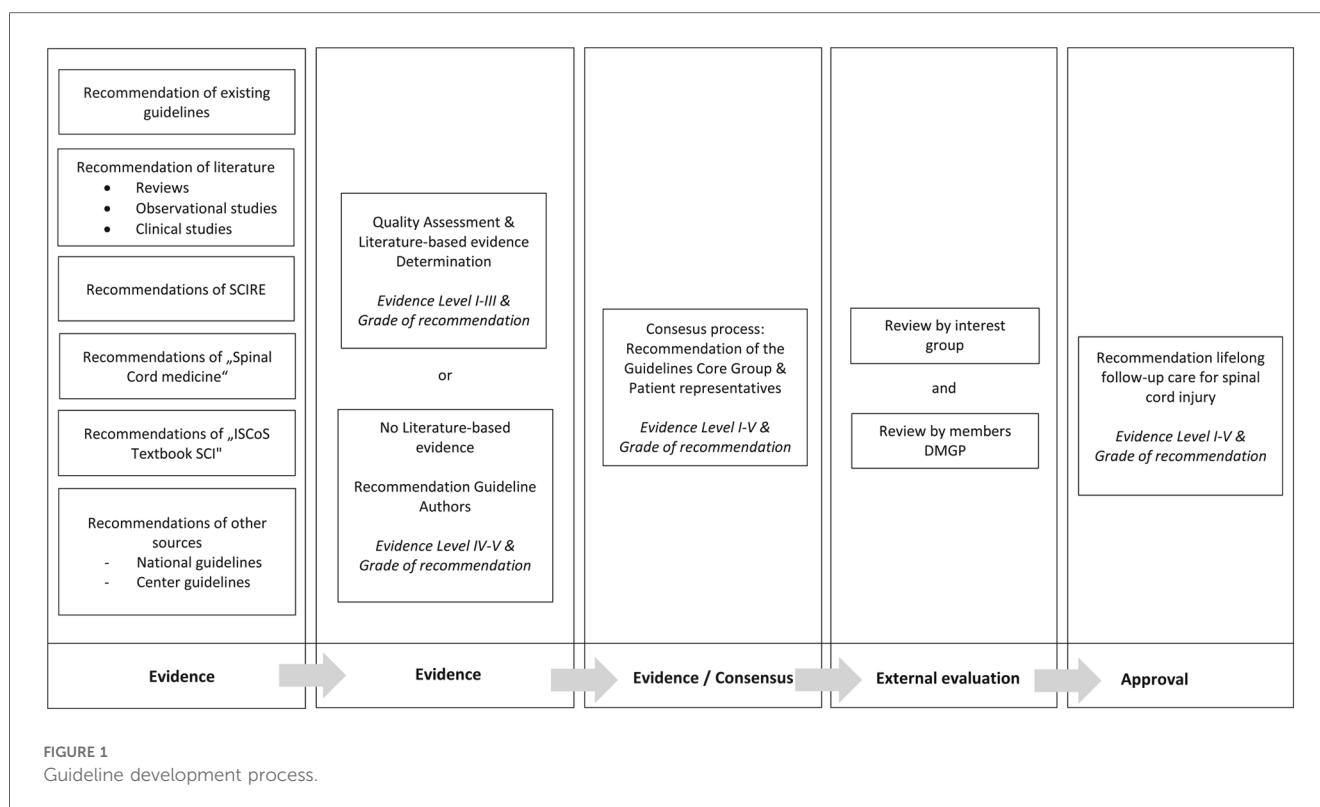 Recommendation of existing
guidelines
Recommendation of literature
• Reviews
• Observational studies
• Clinical studies
Recommendations of SCIRE
Recommendations of „Spinal
Cord medicine“
Recommendations of „ISCoS
Textbook SCI"
Recommendations of other
sources
- National guidelines
- Center guidelines
Evidence
Quality Assessment &
Literature-based evidence
Determination
Evidence Level I-III &
Grade of recommendation
or
No Literature-based
evidence
Recommendation Guideline
Authors
Evidence Level IV-V &
Grade of recommendation
Evidence
Consesus process:
Recommendation of the
Guidelines Core Group &
Patient representatives
Evidence Level I-V &
Grade of recommendation
Evidence / Consensus
Review by interest
group
and
Review by members
DMGP
External evaluation
Recommendation lifelong
follow-up care for spinal
cord injury
Evidence Level I-V &
Grade of recommendation
Approval
FIGURE 1
Guideline development process.